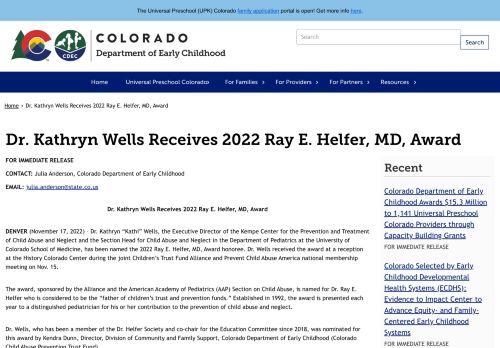 The Universal Preschool (UPK) Colorado family application portal is open! Get more info here.
COLORADO
Department of Early Childhood
CDEC
Search
Search
Home
Universal Preschool Colorado
For Families
For Providers
For Partners
Resources
Home › Dr. Kathryn Wells Receives 2022 Ray E. Helfer, MD, Award
Dr. Kathryn Wells Receives 2022 Ray E. Helfer, MD, Award
FOR IMMEDIATE RELEASE
CONTACT: Julia Anderson, Colorado Department of Early Childhood
EMAIL: julia.anderson@state.co.us
Dr. Kathryn Wells Receives 2022 Ray E. Helfer, MD, Award
DENVER (November 17, 2022) – Dr. Kathryn “Kathi” Wells, the Executive Director of the Kempe Center for the Prevention and Treatment
of Child Abuse and Neglect and the Section Head for Child Abuse and Neglect in the Department of Pediatrics at the University of
Colorado School of Medicine, has been named the 2022 Ray E. Helfer, MD, Award honoree. Dr. Wells received the award at a reception
at the History Colorado Center during the joint Children’s Trust Fund Alliance and Prevent Child Abuse America national membership
meeting on Nov. 15.
The award, sponsored by the Alliance and the American Academy of Pediatrics (AAP) Section on Child Abuse, is named for Dr. Ray E.
Helfer who is considered to be the “father of children’s trust and prevention funds.” Established in 1992, the award is presented each
year to a distinguished pediatrician for his or her contribution to the prevention of child abuse and neglect.
Dr. Wells, who has been a member of the Dr. Helfer Society and co-chair for the Education Committee since 2018, was nominated for
this award by Kendra Dunn, Director, Division of Community and Family Support, Colorado Department of Early Childhood (Colorado
Child Abuse Prevention Trust Fund)
Recent
Colorado Department of Early
Childhood Awards $15.3 Million
to 1,141 Universal Preschool
Colorado Providers through
Capacity Building Grants
FOR IMMEDIATE RELEASE
Colorado Selected by Early
Childhood Developmental
Health Systems (ECDHS):
Evidence to Impact Center to
Advance Equity- and Family-
Centered Early Childhood
Systems
FOR IMMEDIATE RELEASE